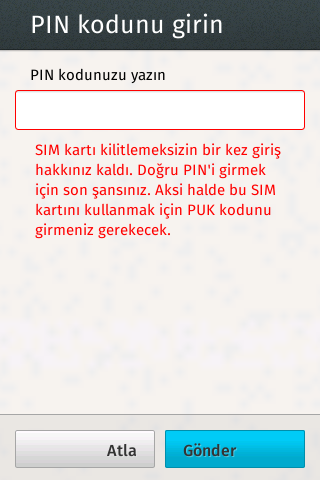 PIN kodunu girin
PIN kodunuzu yazın
SIM kartı kilitlemeksizin bir kez giriş
hakkınız kaldı. Doğru PIN'i girmek
için son şansınız. Aksi halde bu SIM
kartını kullanmak için PUK kodunu
girmeniz gerekecek.
Atla
Gönder